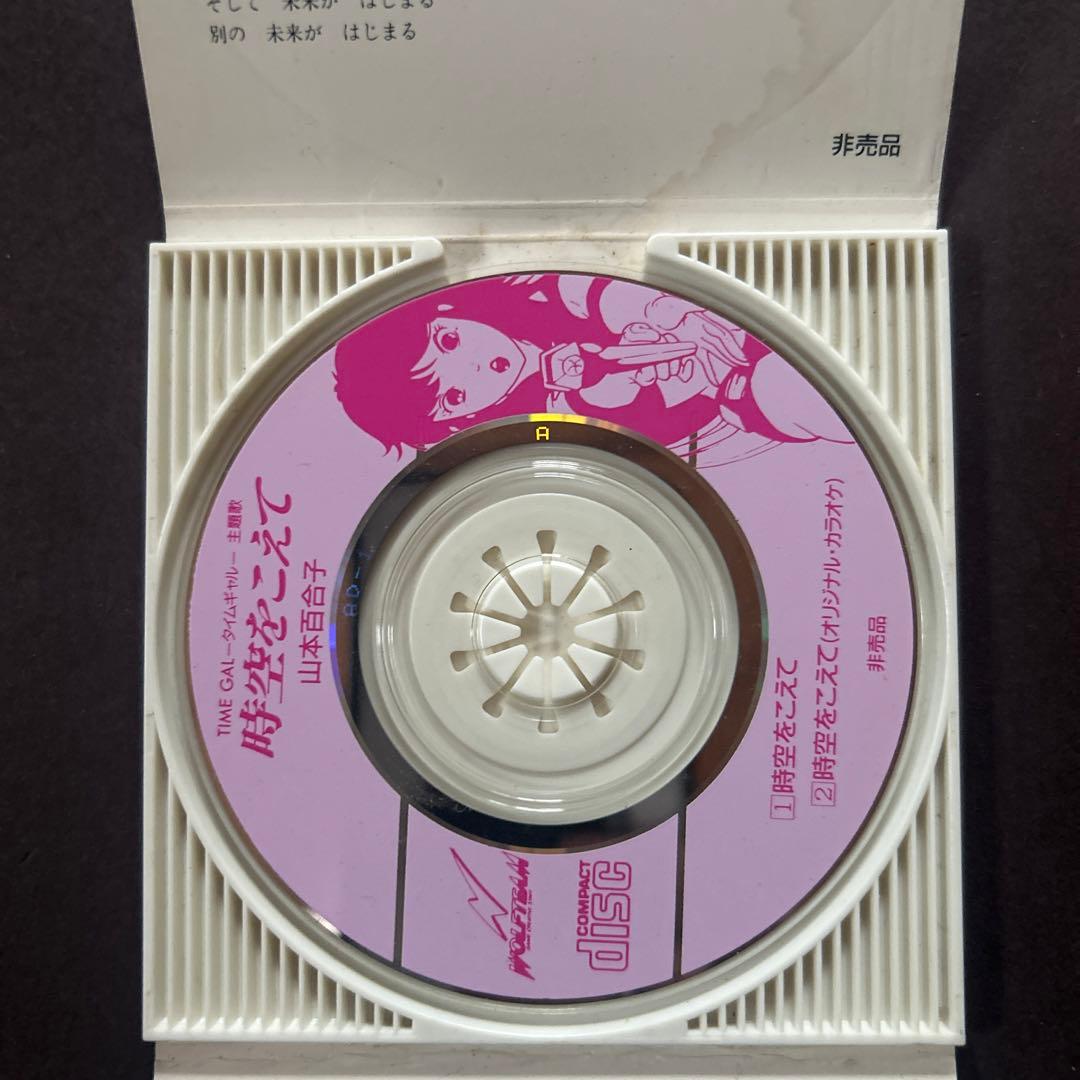 そして 未来が はじまる
別の 未来が はじまる
非売品
TIME GAL－タイムギャル－ 主題歌
時空をこえて
山本百合子
A
1 時空をこえて
2 時空をこえて(オリジナル・カラオケ)
非売品
WOLFTEAM
COMPACT
disc